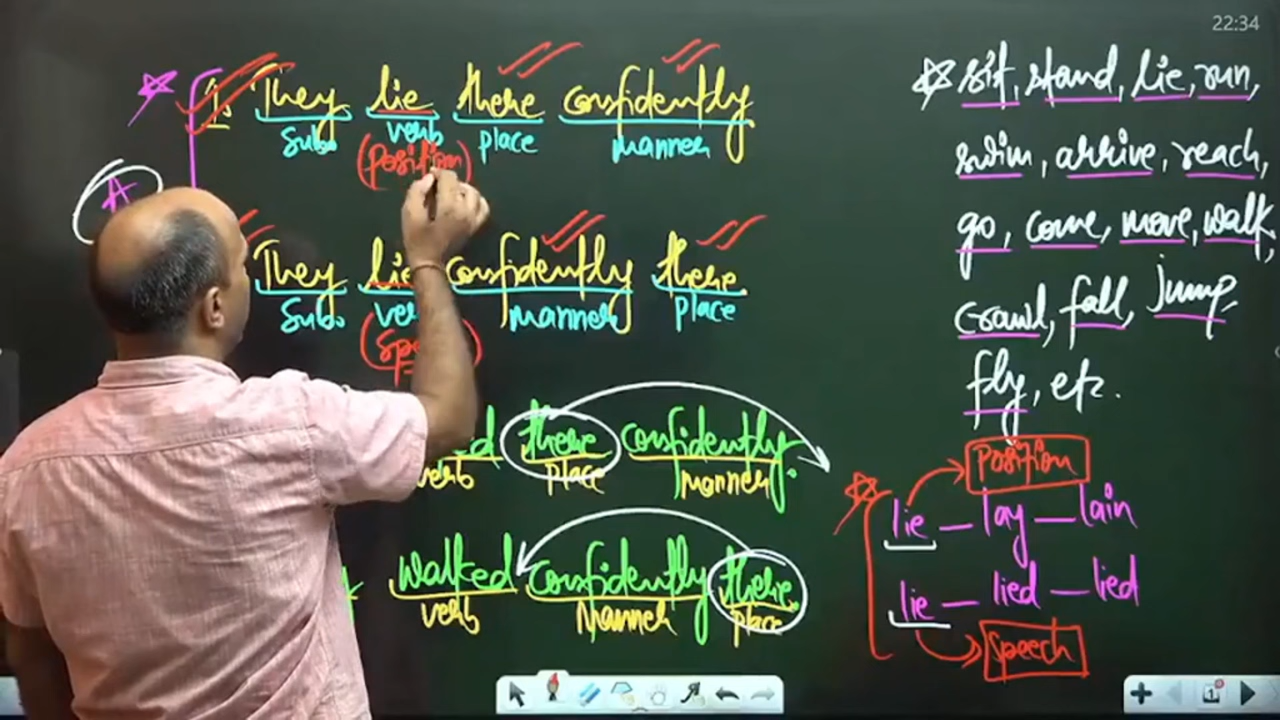 22:34
They lie there confidently
Sub. verb place manner
(Position)
A
They lie confidently there
Sub. manner place
there confidently.
verb place manner
walked confidently there
verb Manner place
sit, stand, lie, run,
swim, arrive, reach,
go, come, move, walk,
crawl, fall, jump,
fly, etc.
Position
lie – lay – lain
lie – lied – lied
Speech
1